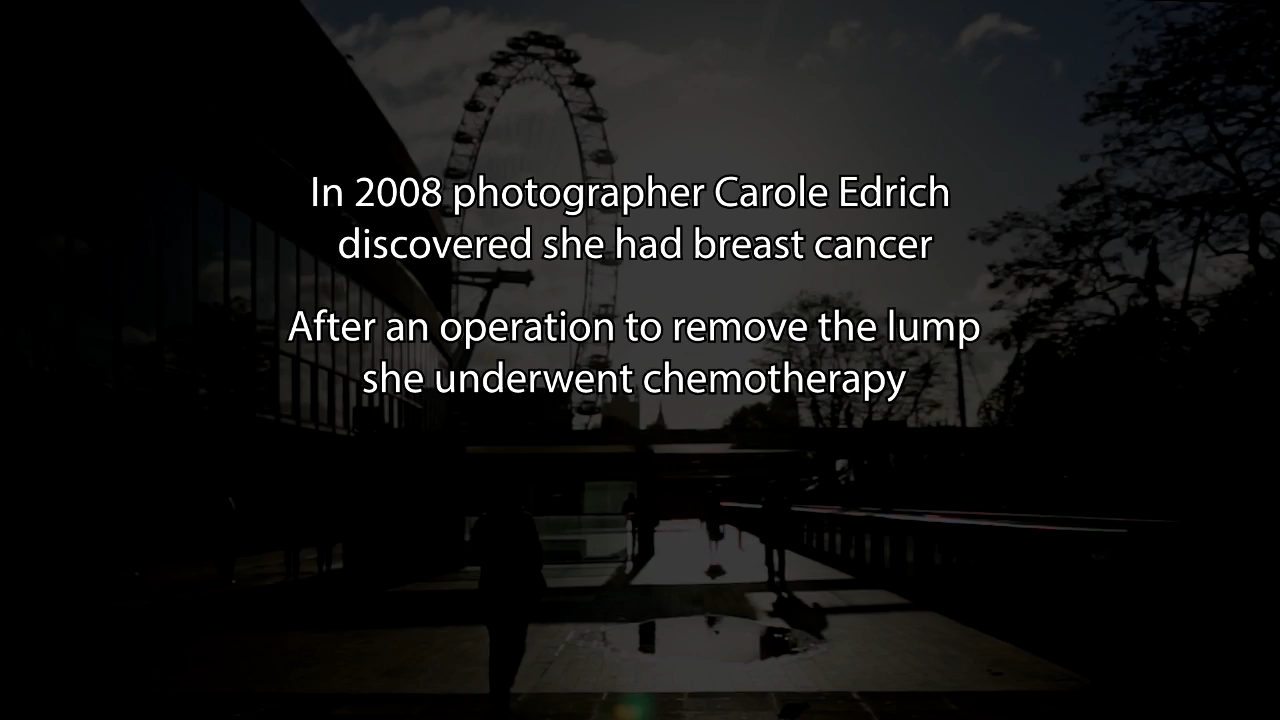 In 2008 photographer Carole Edrich
discovered she had breast cancer
After an operation to remove the lump
she underwent chemotherapy